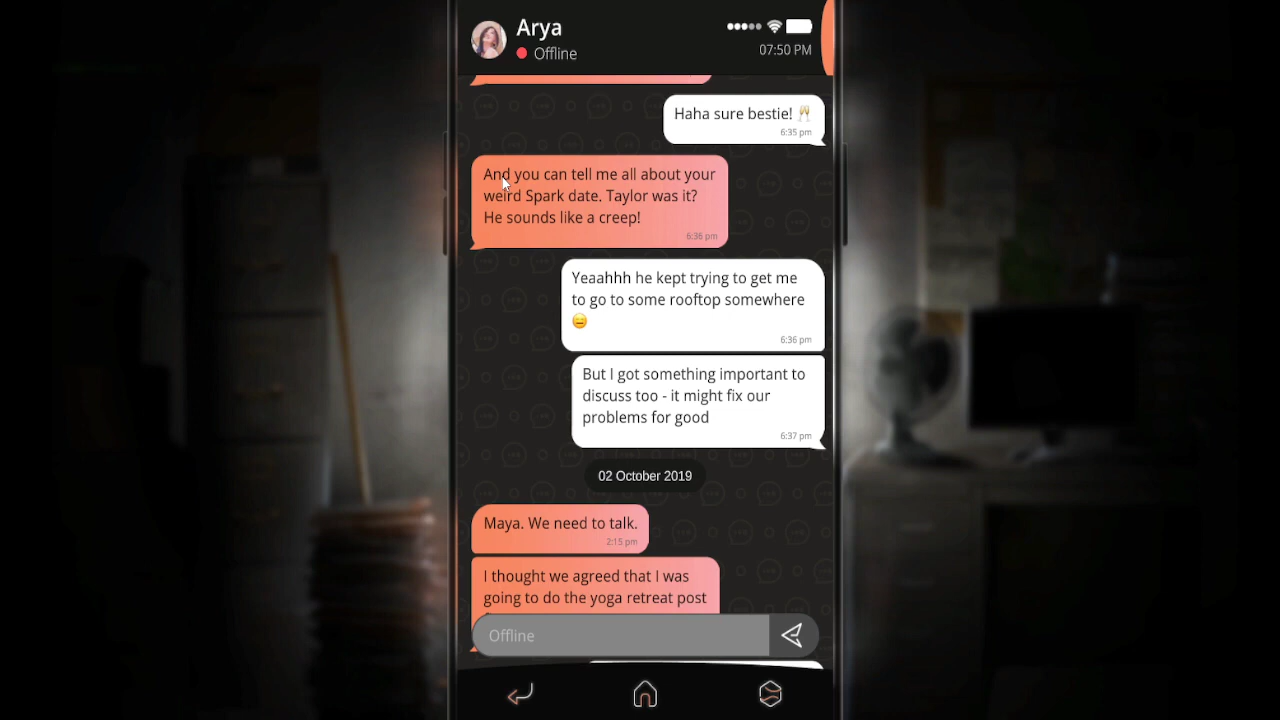 Arya
Offline
07:50 PM
Haha sure bestie! 🥂
6:35 pm
And you can tell me all about your
weird Spark date. Taylor was it?
He sounds like a creep!
6:36 pm
Yeaahhh he kept trying to get me
to go to some rooftop somewhere
😑
6:36 pm
But I got something important to
discuss too - it might fix our
problems for good
6:37 pm
02 October 2019
Maya. We need to talk.
2:15 pm
I thought we agreed that I was
going to do the yoga retreat post
Offline